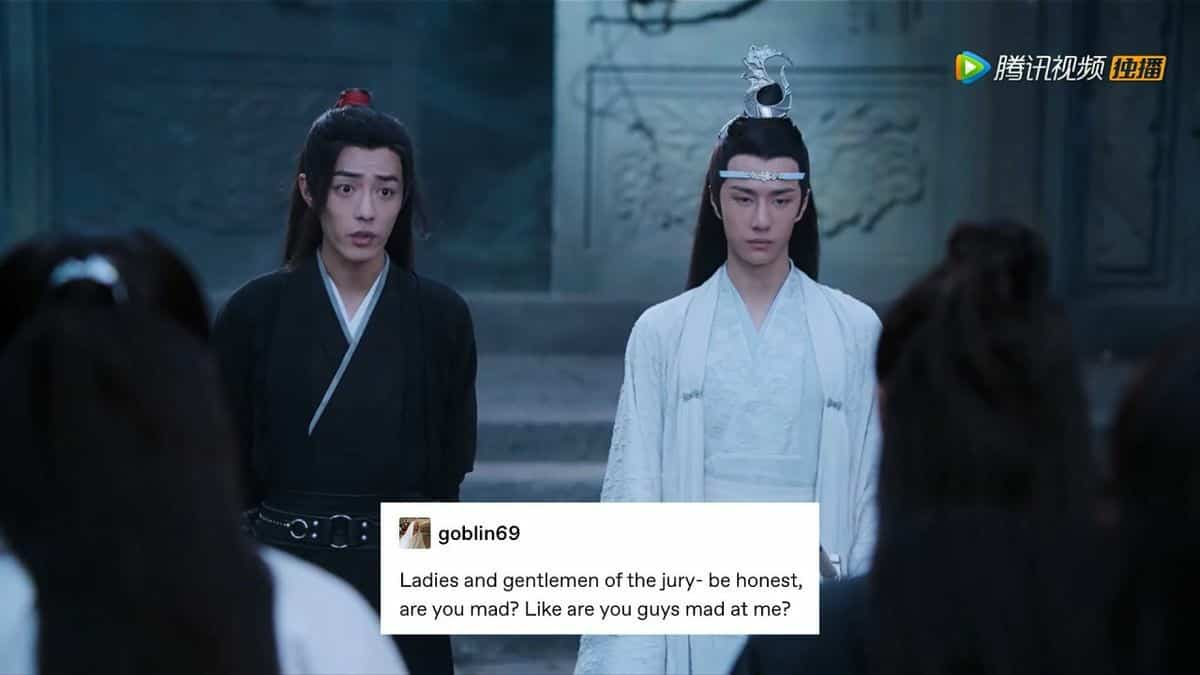 腾讯视频 独播
goblin69
Ladies and gentlemen of the jury- be honest,
are you mad? Like are you guys mad at me?